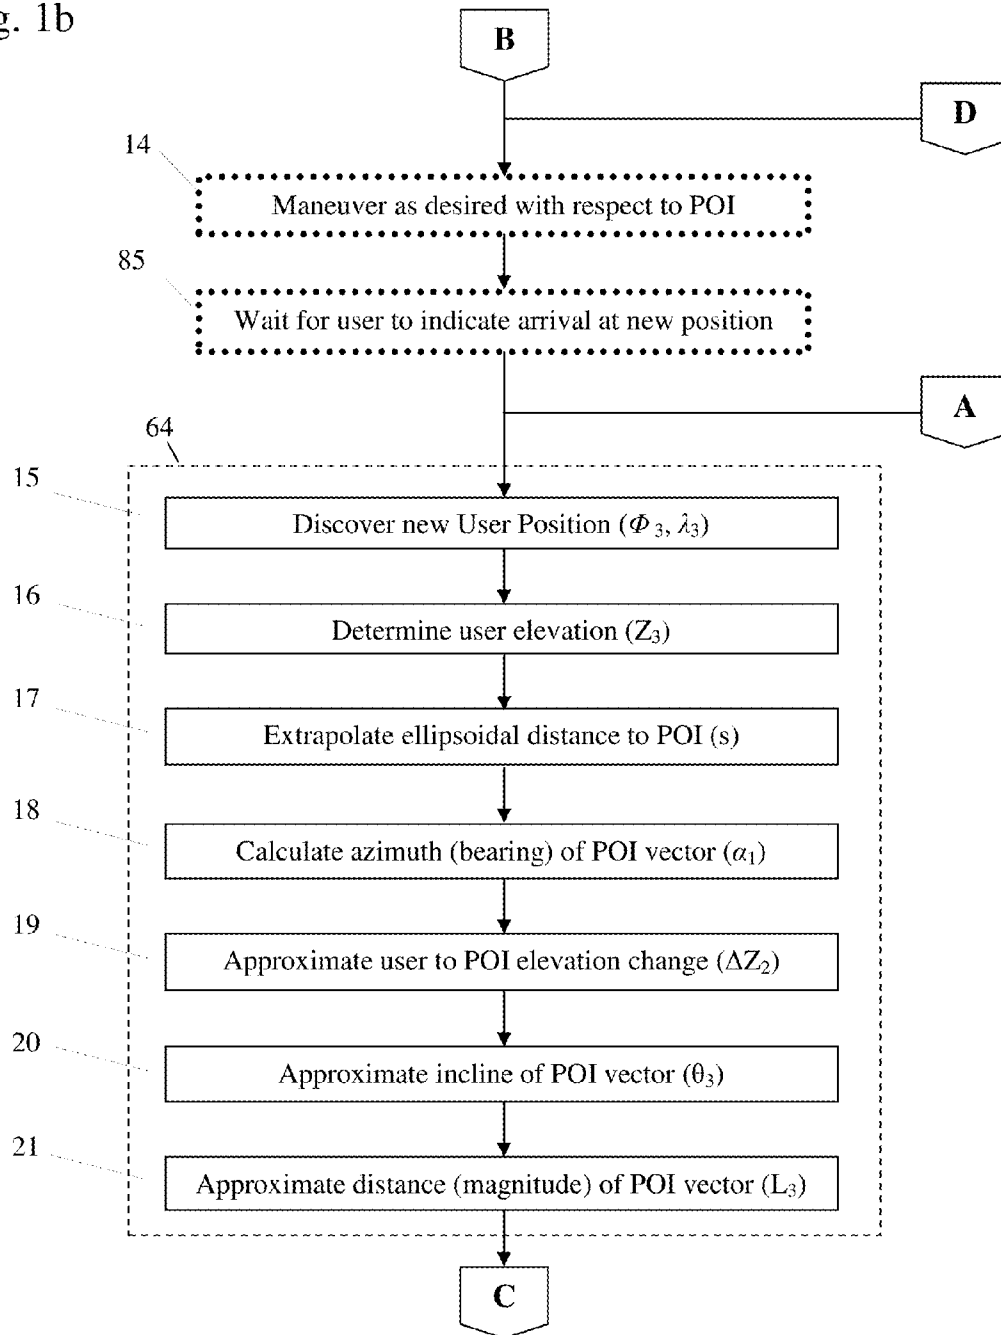 g. 1b
B
D
14
Maneuver as desired with respect to POI
85
Wait for user to indicate arrival at new position
A
64
15
Discover new User Position (Φ₃, λ₃)
16
Determine user elevation (Z₃)
17
Extrapolate ellipsoidal distance to POI (s)
18
Calculate azimuth (bearing) of POI vector (α₁)
19
Approximate user to POI elevation change (ΔZ₂)
20
Approximate incline of POI vector (θ₃)
21
Approximate distance (magnitude) of POI vector (L₃)
C